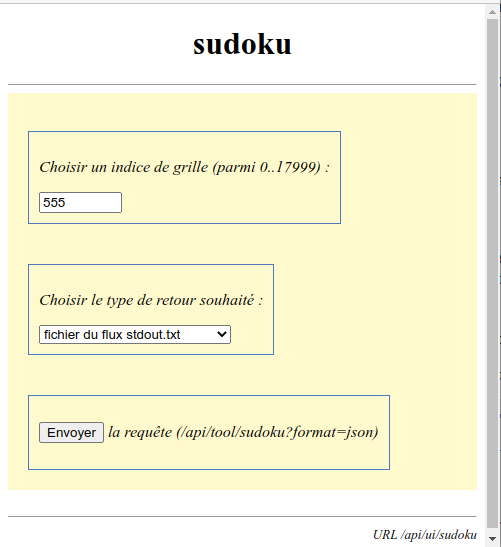 sudoku
Choisir un indice de grille (parmi 0..17999) :
555
Choisir le type de retour souhaité :
fichier du flux stdout.txt
Envoyer la requête (/api/tool/sudoku?format=json)
URL /api/ui/sudoku